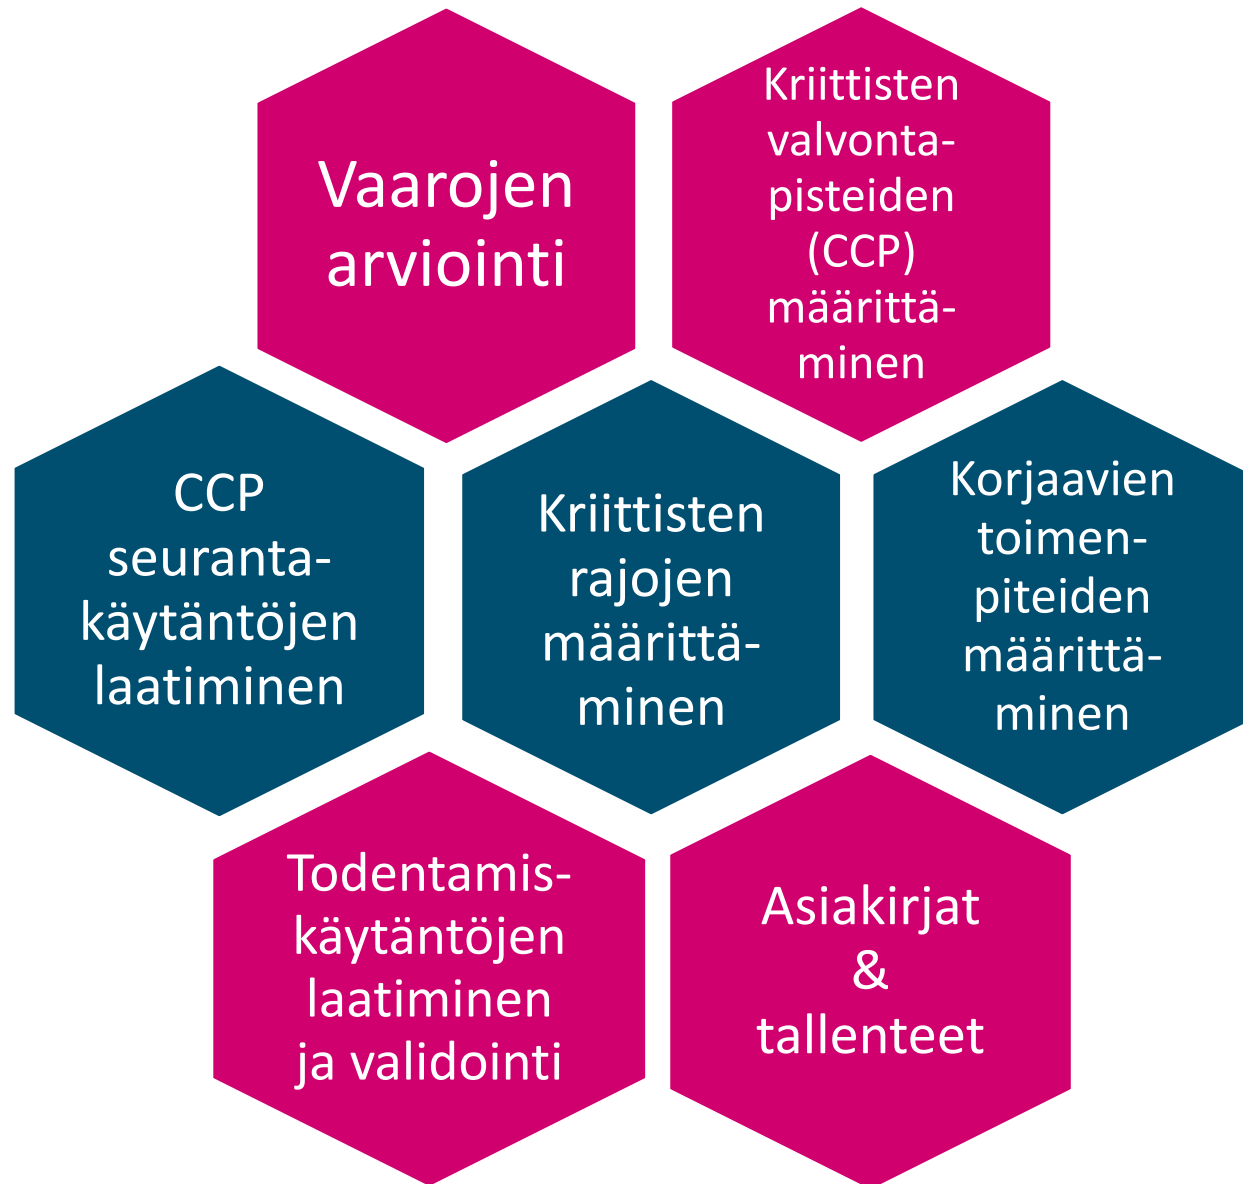 Vaarojen
arviointi
Kriittisten
valvonta-
pisteiden
(CCP)
määrittä-
minen
CCP
seuranta-
käytäntöjen
laatiminen
Kriittisten
rajojen
määrittä-
minen
Korjaavien
toimen-
piteiden
määrittä-
minen
Todentamis-
käytäntöjen
laatiminen
ja validointi
Asiakirjat
&
tallenteet